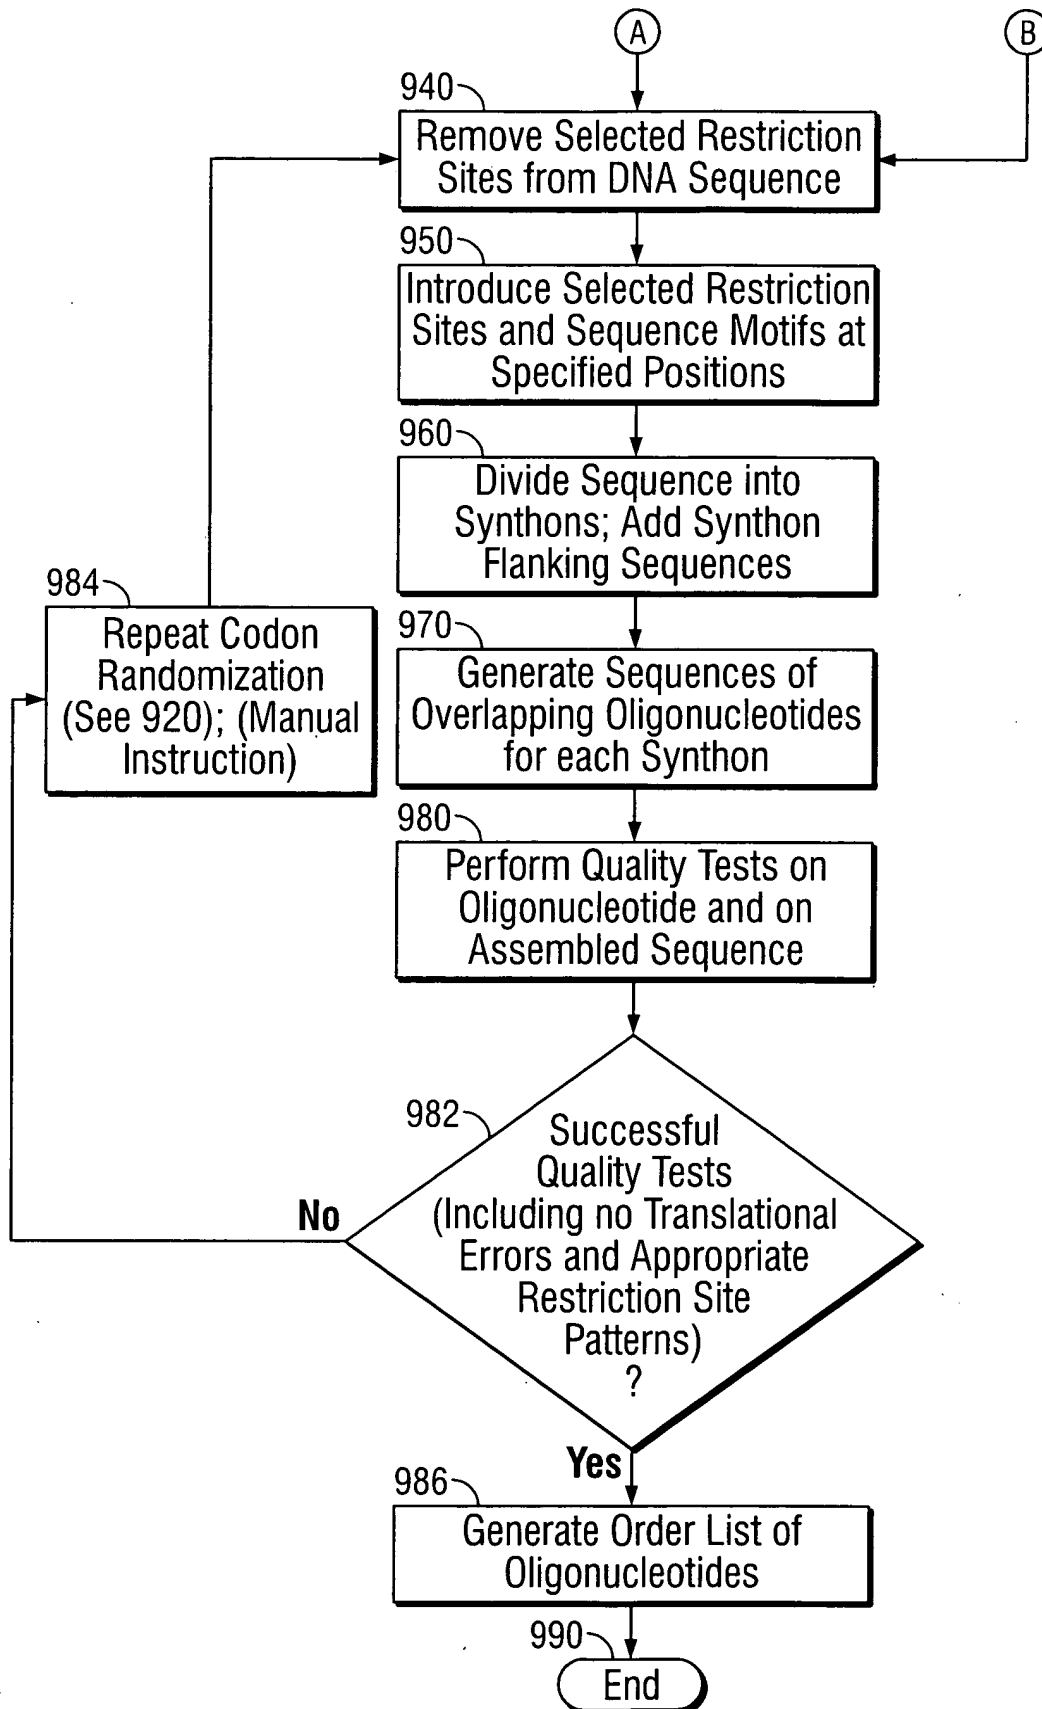 A
B
940
Remove Selected Restriction
Sites from DNA Sequence
950
Introduce Selected Restriction
Sites and Sequence Motifs at
Specified Positions
960
Divide Sequence into
Synthons; Add Synthon
Flanking Sequences
984
Repeat Codon
Randomization
(See 920); (Manual
Instruction)
970
Generate Sequences of
Overlapping Oligonucleotides
for each Synthon
980
Perform Quality Tests on
Oligonucleotide and on
Assembled Sequence
982
Successful
Quality Tests
(Including no Translational
Errors and Appropriate
Restriction Site
Patterns)
?
No
Yes
986
Generate Order List of
Oligonucleotides
990
End